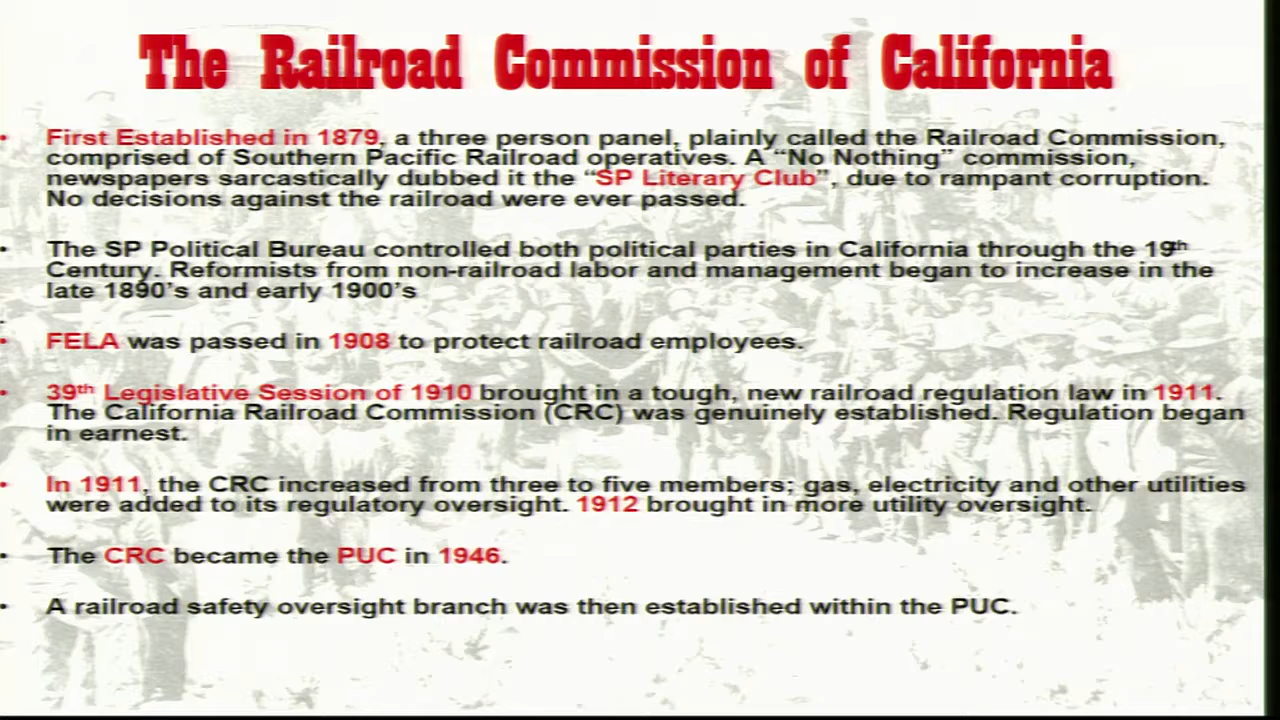 The Railroad Commission of California
• First Established in 1879, a three person panel, plainly called the Railroad Commission,
comprised of Southern Pacific Railroad operatives. A “No Nothing” commission,
newspapers sarcastically dubbed it the “SP Literary Club”, due to rampant corruption.
No decisions against the railroad were ever passed.
• The SP Political Bureau controlled both political parties in California through the 19th
Century. Reformists from non-railroad labor and management began to increase in the
late 1890’s and early 1900’s
• FELA was passed in 1908 to protect railroad employees.
• 39th Legislative Session of 1910 brought in a tough, new railroad regulation law in 1911.
The California Railroad Commission (CRC) was genuinely established. Regulation began
in earnest.
• In 1911, the CRC increased from three to five members; gas, electricity and other utilities
were added to its regulatory oversight. 1912 brought in more utility oversight.
• The CRC became the PUC in 1946.
• A railroad safety oversight branch was then established within the PUC.